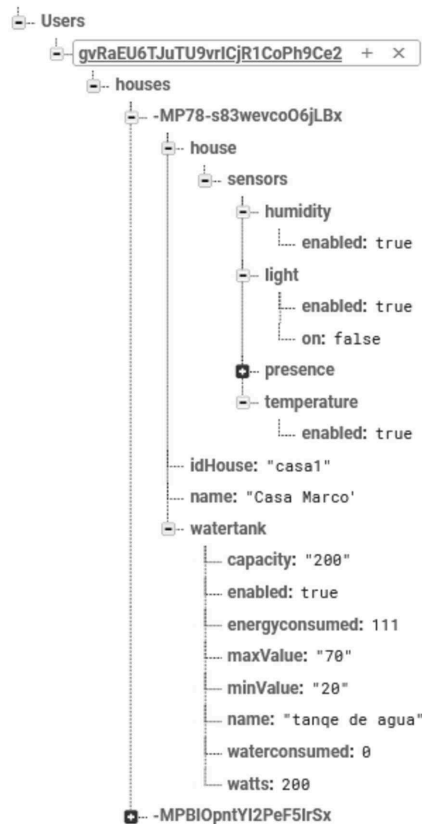 Users
gvRaEU6TJuTU9vrICjR1CoPh9Ce2 + ×
houses
-MP78-s83wevcoO6jLBx
house
sensors
humidity
enabled: true
light
enabled: true
on: false
presence
temperature
enabled: true
idHouse: "casa1"
name: "Casa Marco'
watertank
capacity: "200"
enabled: true
energyconsumed: 111
maxValue: "70"
minValue: "20"
name: "tanqe de agua"
waterconsumed: 0
watts: 200
-MPBIOpntYI2PeF5IrSx